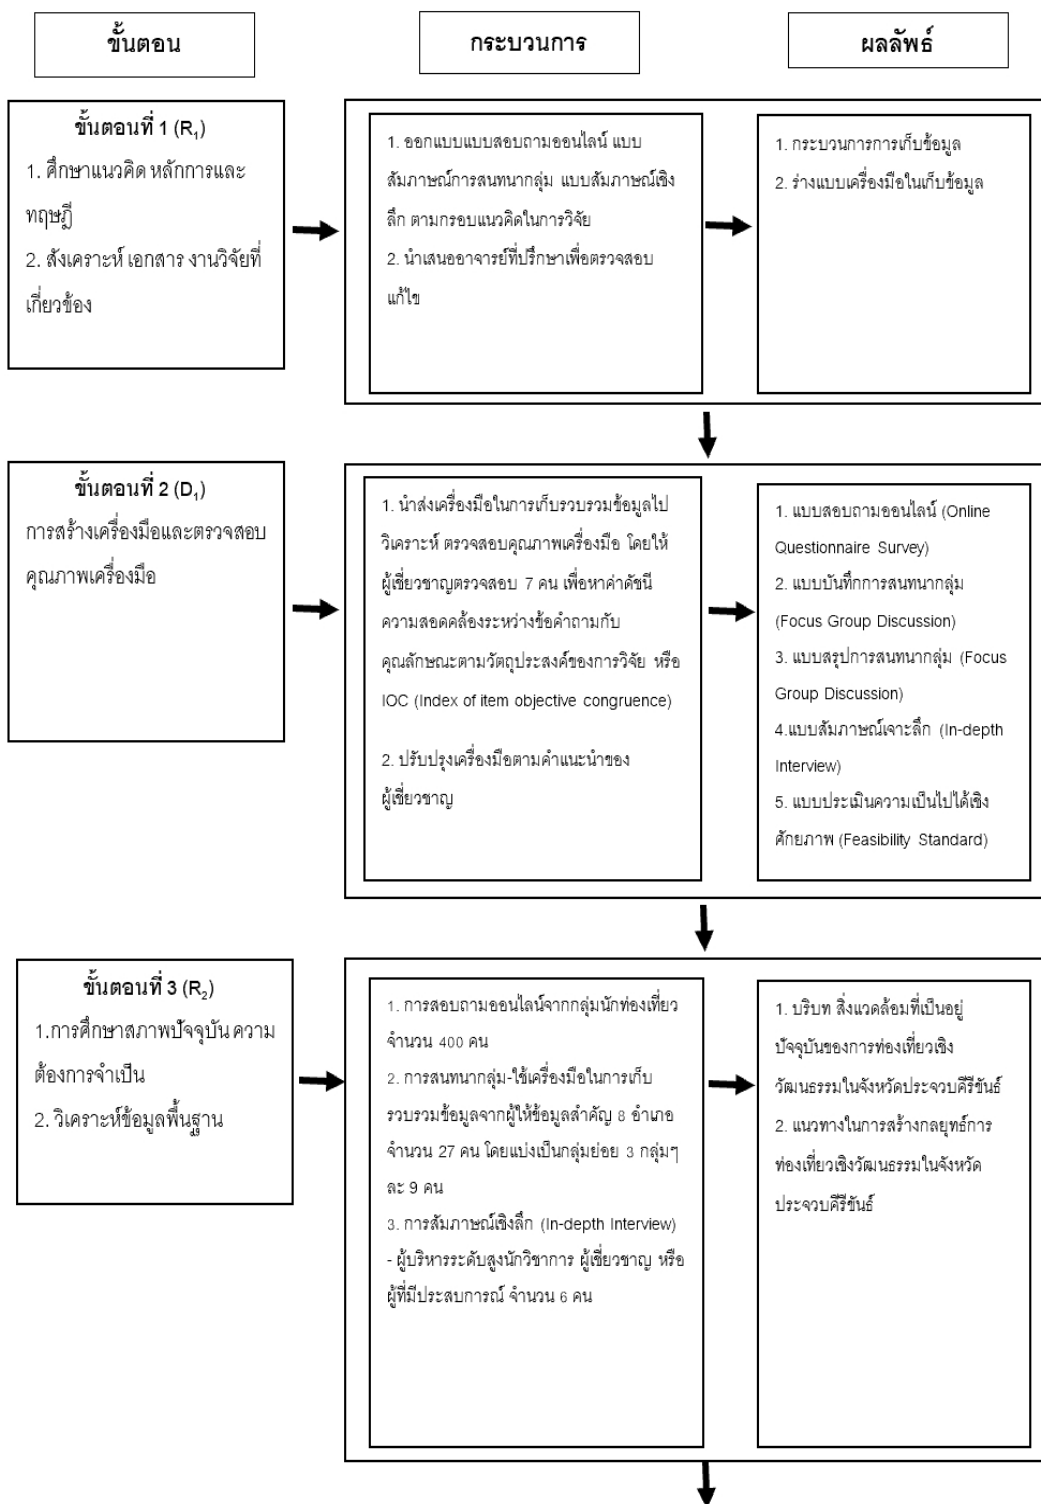 ขั้นตอน
กระบวนการ
ผลลัพธ์
ขั้นตอนที่ 1 (R₁)
1. ศึกษาแนวคิด หลักการและ
ทฤษฎี
2. สังเคราะห์ เอกสาร งานวิจัยที่
เกี่ยวข้อง
1. ออกแบบแบบสอบถามออนไลน์ แบบ
สัมภาษณ์การสนทนากลุ่ม แบบสัมภาษณ์เชิง
ลึก ตามกรอบแนวคิดในการวิจัย
2. นำเสนออาจารย์ที่ปรึกษาเพื่อตรวจสอบ
แก้ไข
1. กระบวนการการเก็บข้อมูล
2. ร่างแบบเครื่องมือในเก็บข้อมูล
ขั้นตอนที่ 2 (D₁)
การสร้างเครื่องมือและตรวจสอบ
คุณภาพเครื่องมือ
1. นำส่งเครื่องมือในการเก็บรวบรวมข้อมูลไป
วิเคราะห์ ตรวจสอบคุณภาพเครื่องมือ โดยให้
ผู้เชี่ยวชาญตรวจสอบ 7 คน เพื่อหาค่าดัชนี
ความสอดคล้องระหว่างข้อคำถามกับ
คุณลักษณะตามวัตถุประสงค์ของการวิจัย หรือ
IOC (Index of item objective congruence)
2. ปรับปรุงเครื่องมือตามคำแนะนำของ
ผู้เชี่ยวชาญ
1. แบบสอบถามออนไลน์ (Online
Questionnaire Survey)
2. แบบบันทึกการสนทนากลุ่ม
(Focus Group Discussion)
3. แบบสรุปการสนทนากลุ่ม (Focus
Group Discussion)
4.แบบสัมภาษณ์เจาะลึก (In-depth
Interview)
5. แบบประเมินความเป็นไปได้เชิง
ศักยภาพ (Feasibility Standard)
ขั้นตอนที่ 3 (R₂)
1.การศึกษาสภาพปัจจุบัน ความ
ต้องการจำเป็น
2. วิเคราะห์ข้อมูลพื้นฐาน
1. การสอบถามออนไลน์จากกลุ่มนักท่องเที่ยว
จำนวน 400 คน
2. การสนทนากลุ่ม-ใช้เครื่องมือในการเก็บ
รวบรวมข้อมูลจากผู้ให้ข้อมูลสำคัญ 8 อำเภอ
จำนวน 27 คน โดยแบ่งเป็นกลุ่มย่อย 3 กลุ่มๆ
ละ 9 คน
3. การสัมภาษณ์เชิงลึก (In-depth Interview)
- ผู้บริหารระดับสูงนักวิชาการ ผู้เชี่ยวชาญ หรือ
ผู้ที่มีประสบการณ์ จำนวน 6 คน
1. บริบท สิ่งแวดล้อมที่เป็นอยู่
ปัจจุบันของการท่องเที่ยวเชิง
วัฒนธรรมในจังหวัดประจวบคีรีขันธ์
2. แนวทางในการสร้างกลยุทธ์การ
ท่องเที่ยวเชิงวัฒนธรรมในจังหวัด
ประจวบคีรีขันธ์